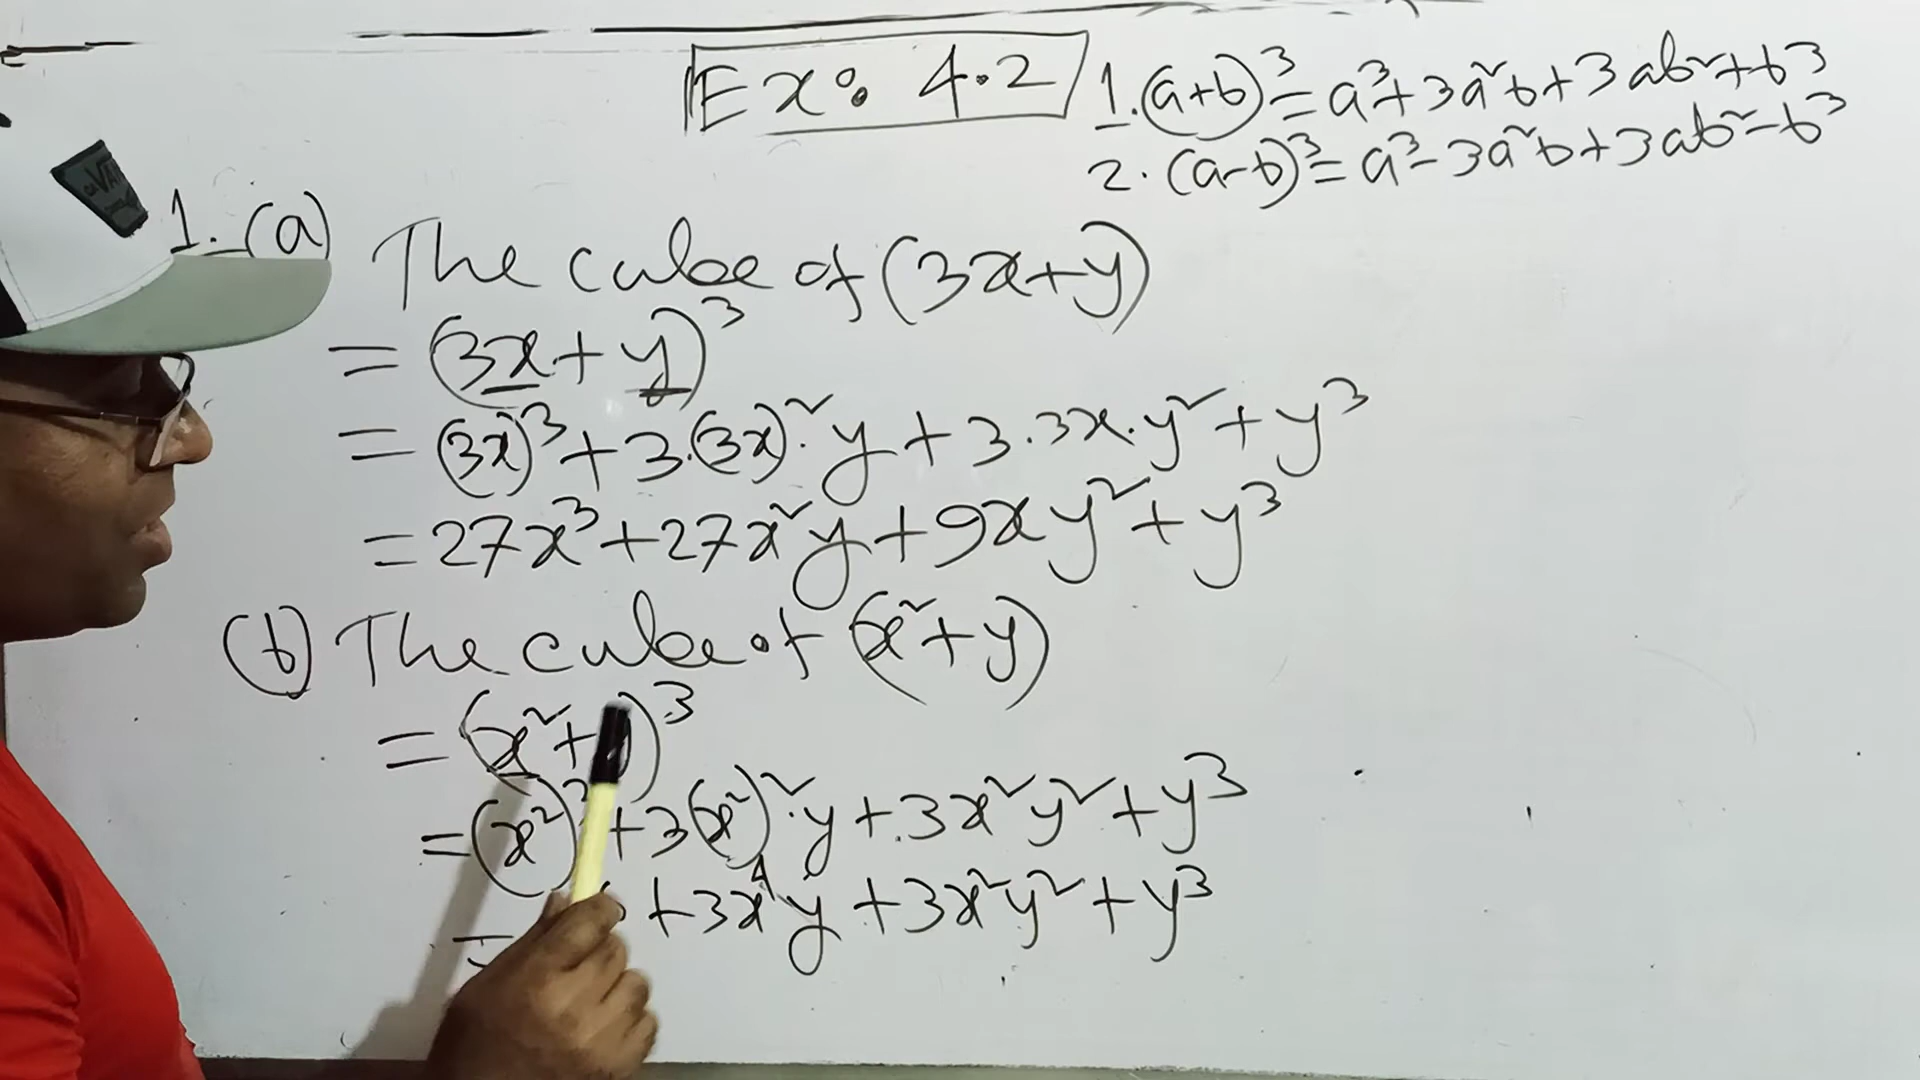 Ex: 4.2
1. (a+b)³ = a³+3a²b+3ab²+b³
2. (a-b)³ = a³-3a²b+3ab²-b³
1. (a) The cube of (3x+y)
= (3x+y)³
= (3x)³+3.(3x)².y+3.3x.y²+y³
= 27x³+27x²y+9xy²+y³
(b) The cube of (x²+y)
= (x²+ )³
= (x²) +3(x²)².y+3x²y²+y³
= +3x⁴y+3x²y²+y³